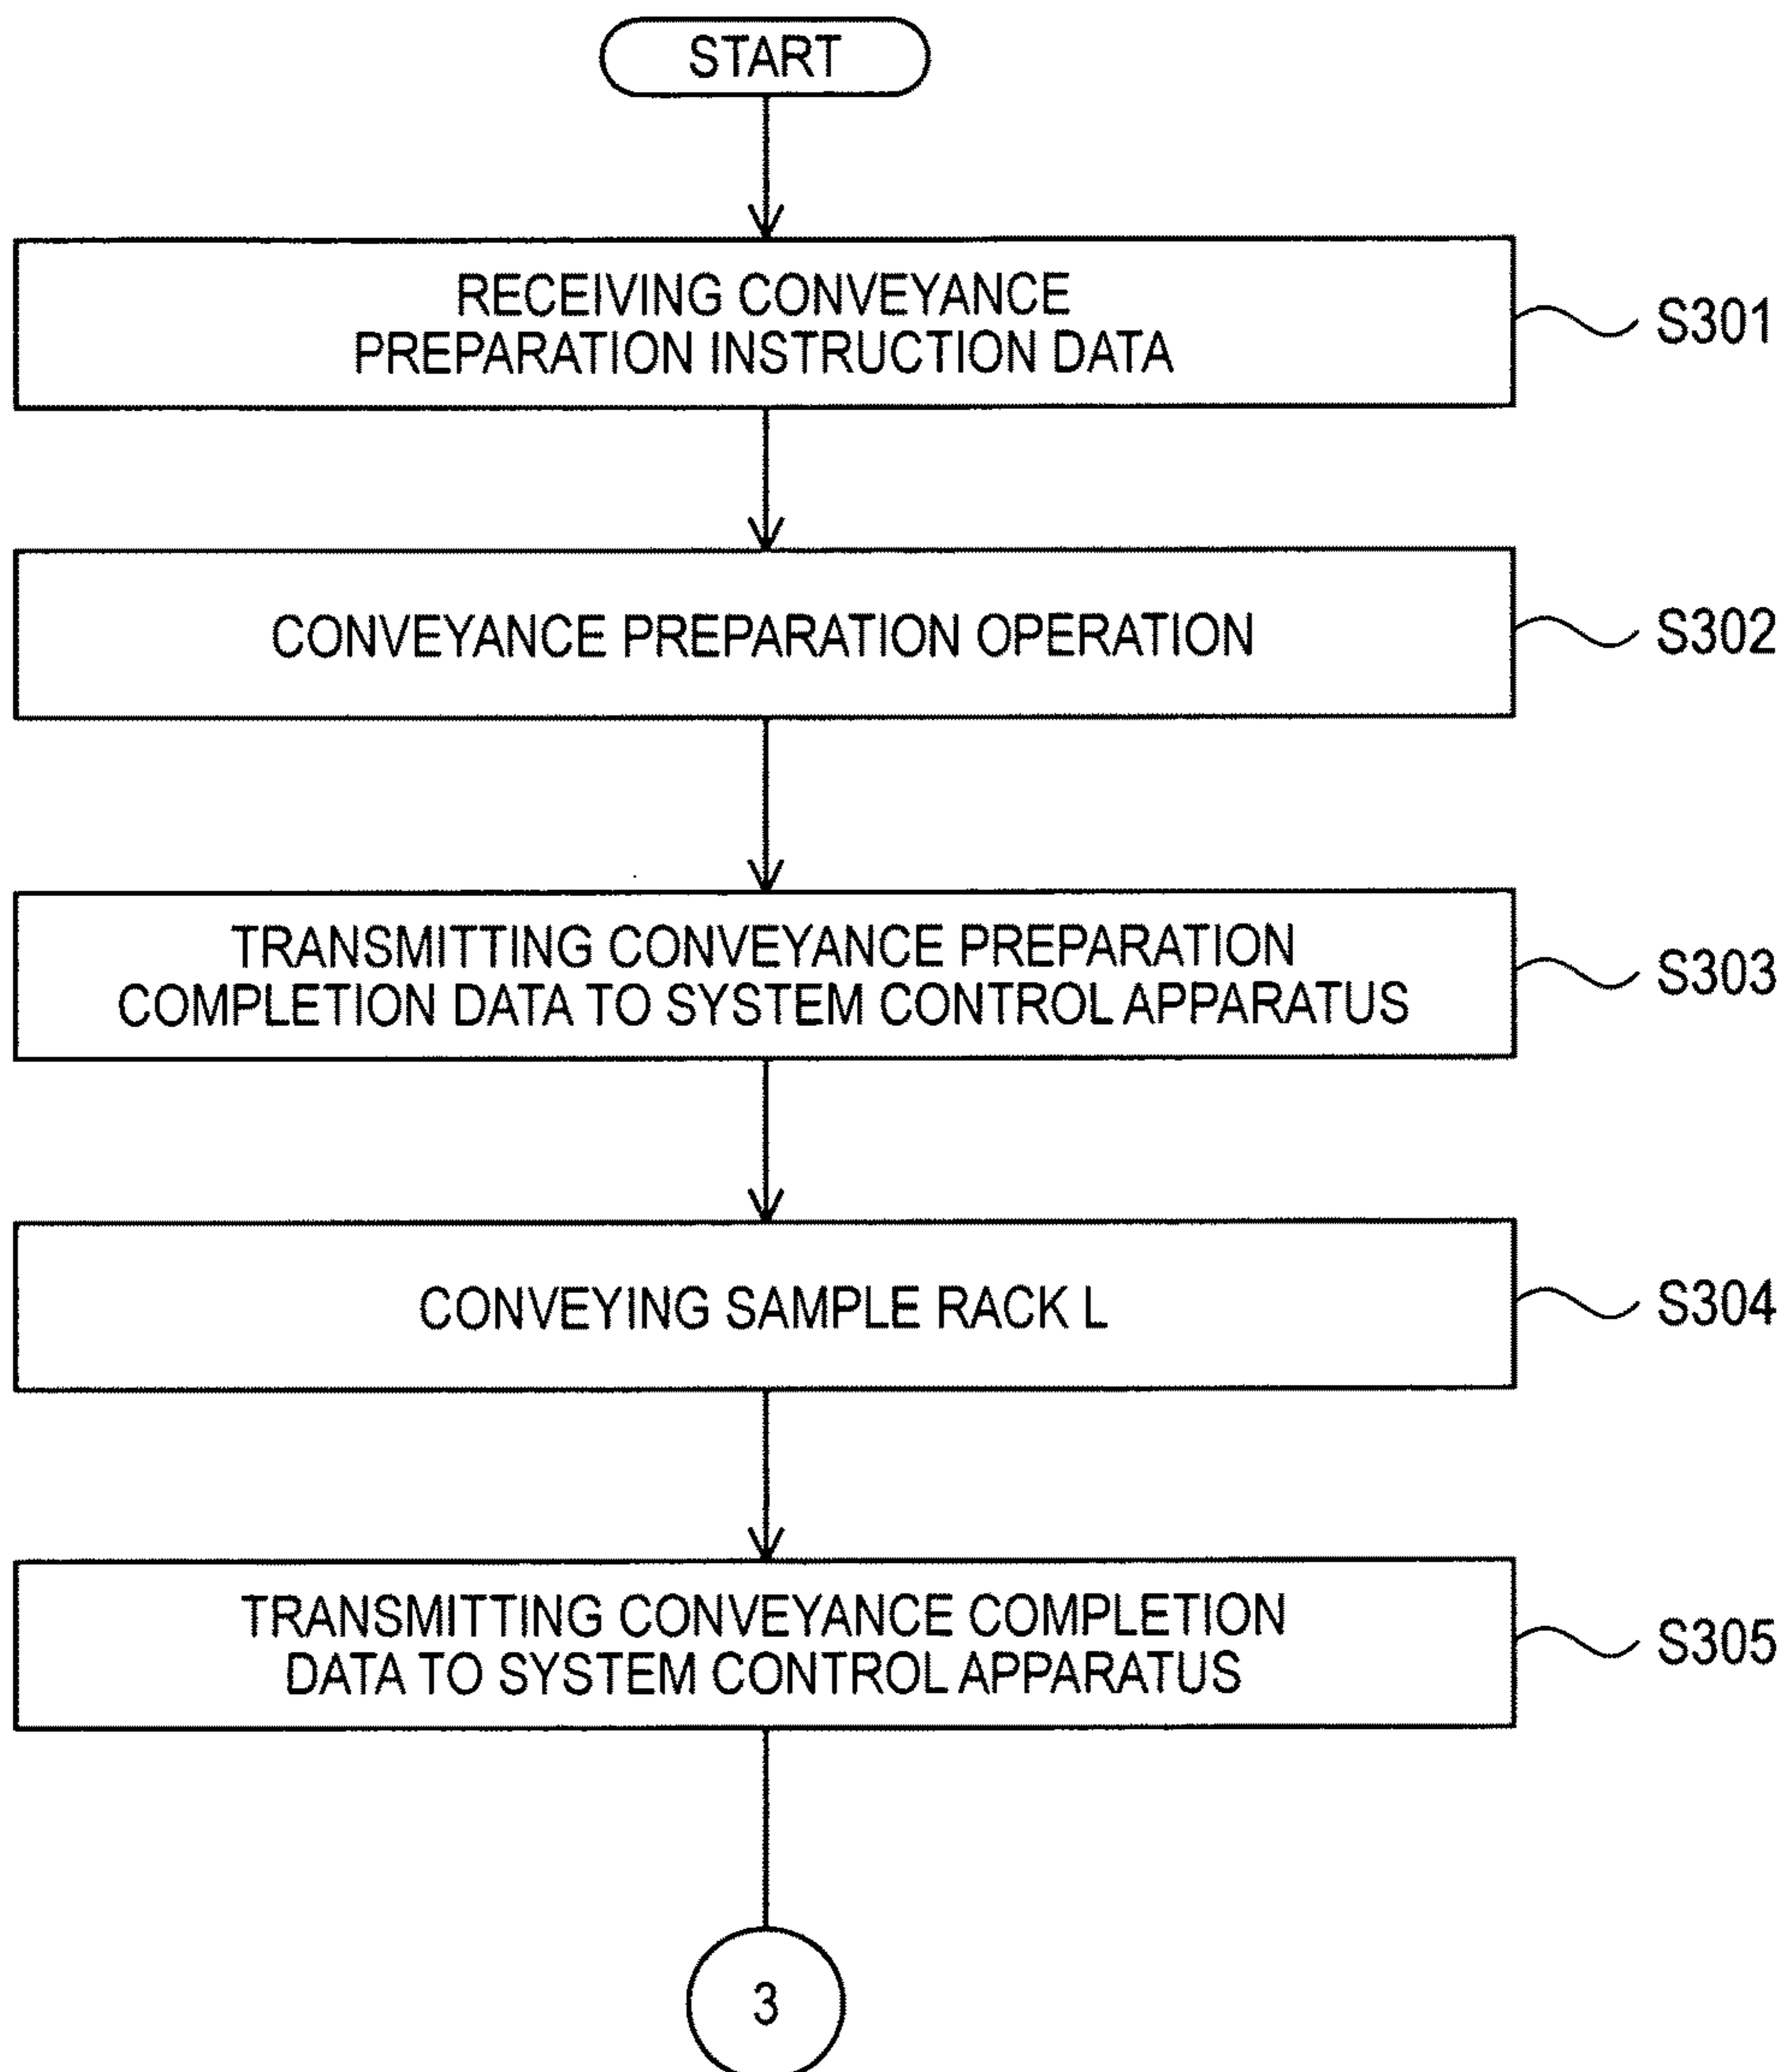 START
RECEIVING CONVEYANCE
PREPARATION INSTRUCTION DATA
S301
CONVEYANCE PREPARATION OPERATION
S302
TRANSMITTING CONVEYANCE PREPARATION
COMPLETION DATA TO SYSTEM CONTROL APPARATUS
S303
CONVEYING SAMPLE RACK L
S304
TRANSMITTING CONVEYANCE COMPLETION
DATA TO SYSTEM CONTROL APPARATUS
S305
3